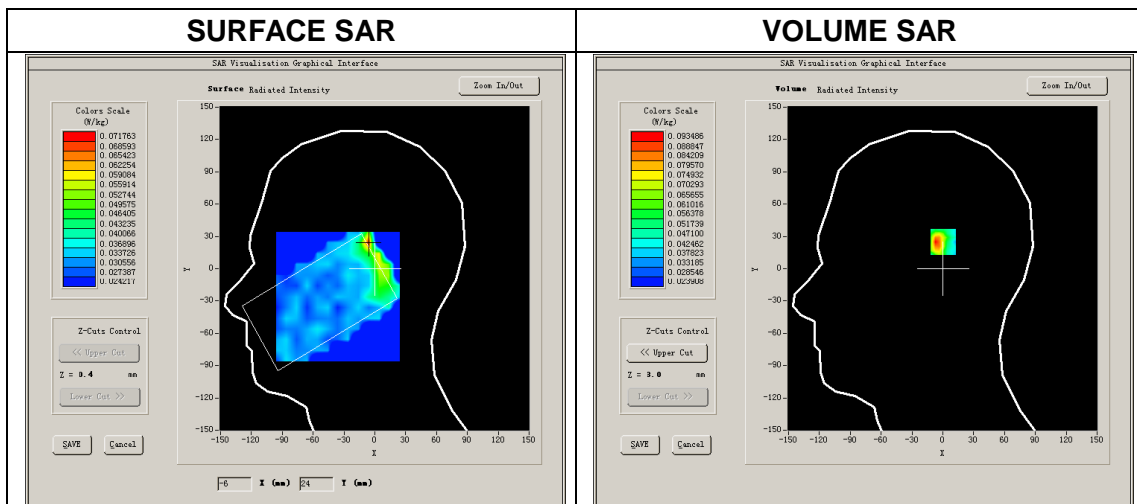 SURFACE SAR
VOLUME SAR
SAR Visualisation Graphical Interface
Surface Radiated Intensity
Zoom In/Out
Colors Scale
(W/kg)
0.071763
0.068593
0.065423
0.062254
0.059084
0.055914
0.052744
0.049575
0.046405
0.043235
0.040066
0.036896
0.033726
0.030556
0.027387
0.024217
150
120
90
60
30
0
-30
-60
-90
-120
-150
Y
-150 -120 -90 -60 -30 0 30 60 90 120 150
X
Z-Cuts Control
<< Upper Cut
Z = 0.4 mm
Lower Cut >>
SAVE Cancel
-6 X (mm) 24 Y (mm)
SAR Visualisation Graphical Interface
Volume Radiated Intensity
Zoom In/Out
Colors Scale
(W/kg)
0.093486
0.088847
0.084209
0.079570
0.074932
0.070293
0.065655
0.061016
0.056378
0.051739
0.047100
0.042462
0.037823
0.033185
0.028546
0.023908
150
120
90
60
30
0
-30
-60
-90
-120
-150
Y
-150 -120 -90 -60 -30 0 30 60 90 120 150
X
Z-Cuts Control
<< Upper Cut
Z = 3.0 mm
Lower Cut >>
SAVE Cancel